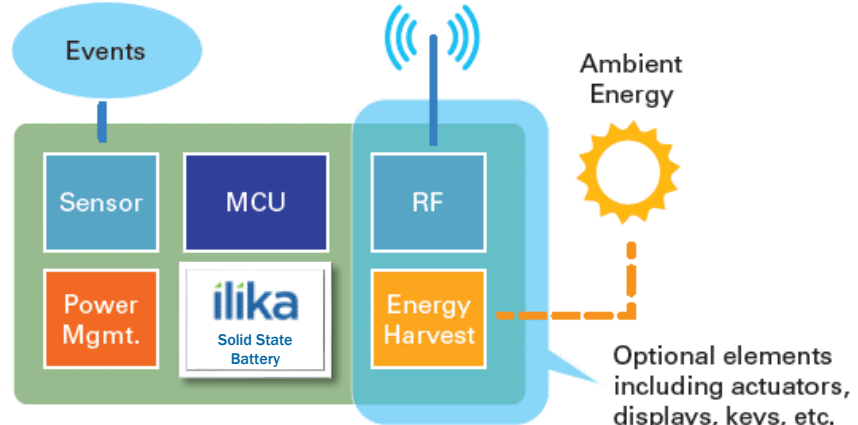 Events
Ambient
Energy
Sensor
MCU
RF
Power
Mgmt.
ilika
Solid State
Battery
Energy
Harvest
Optional elements
including actuators,
displays, keys, etc.